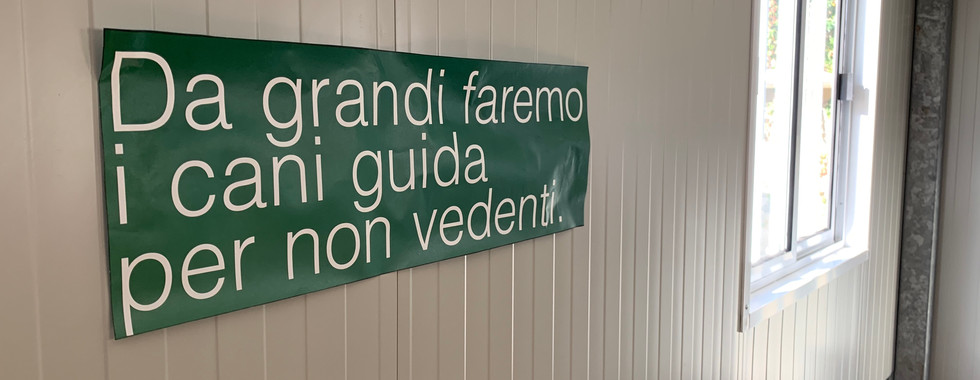 Da grandi faremo
i cani guida
per non vedenti.